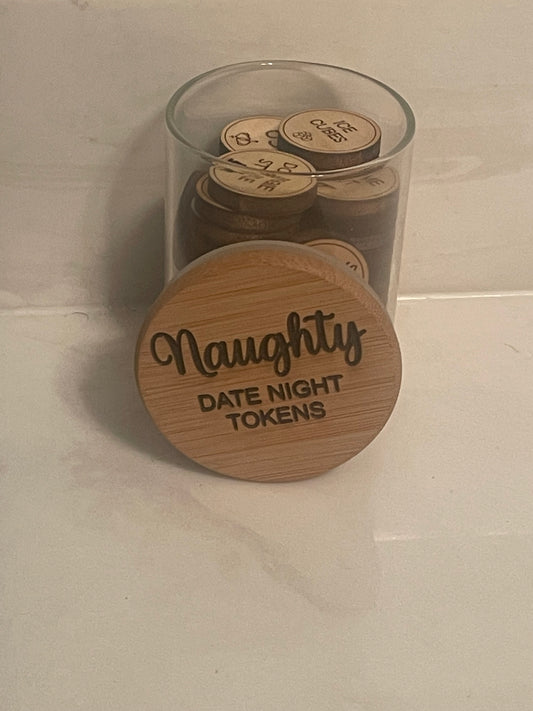 ICE
CUBES
Naughty
DATE NIGHT
TOKENS